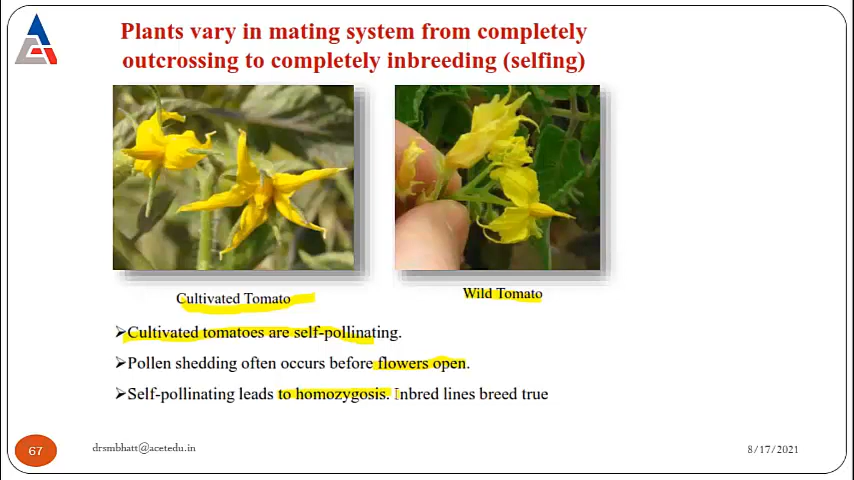 Plants vary in mating system from completely
outcrossing to completely inbreeding (selfing)
Cultivated Tomato
Wild Tomato
➢Cultivated tomatoes are self-pollinating.
➢Pollen shedding often occurs before flowers open.
➢Self-pollinating leads to homozygosis. Inbred lines breed true
67
drsmbhatt@acetedu.in
8/17/2021